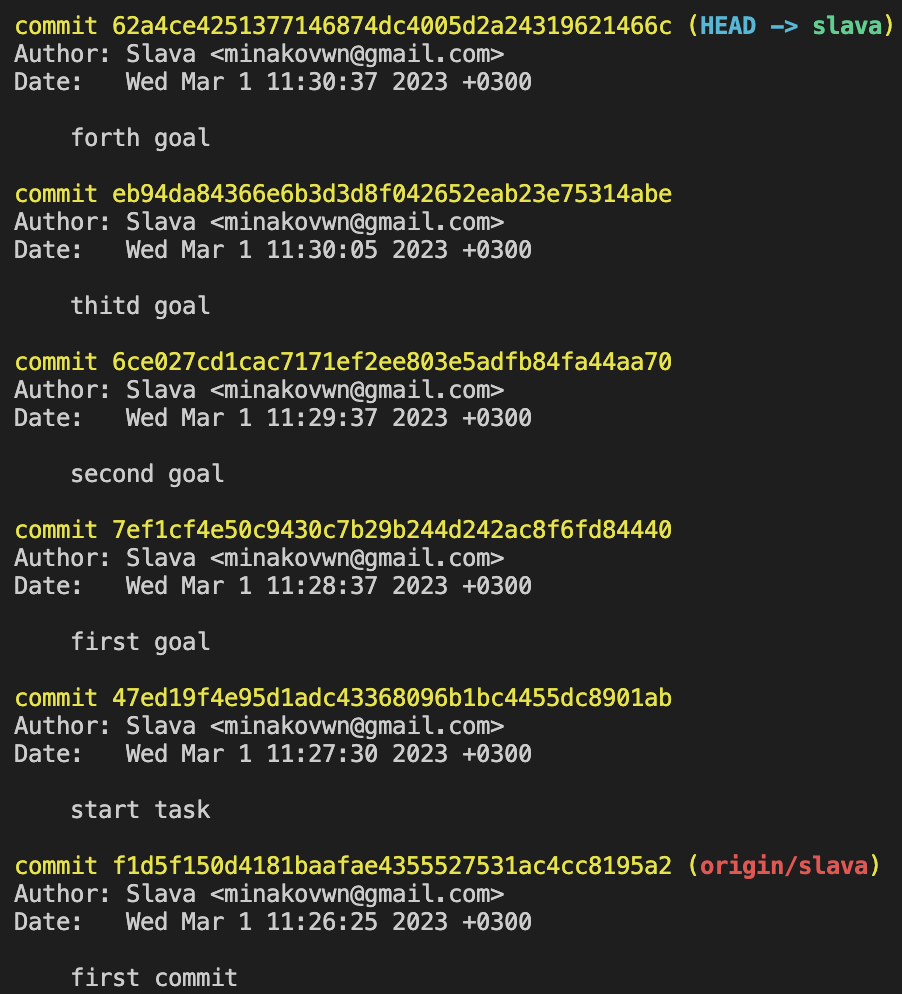 commit 62a4ce4251377146874dc4005d2a24319621466c (HEAD -> slava)
Author: Slava <minakovwn@gmail.com>
Date:   Wed Mar 1 11:30:37 2023 +0300
forth goal
commit eb94da84366e6b3d3d8f042652eab23e75314abe
Author: Slava <minakovwn@gmail.com>
Date:   Wed Mar 1 11:30:05 2023 +0300
thitd goal
commit 6ce027cd1cac7171ef2ee803e5adfb84fa44aa70
Author: Slava <minakovwn@gmail.com>
Date:   Wed Mar 1 11:29:37 2023 +0300
second goal
commit 7ef1cf4e50c9430c7b29b244d242ac8f6fd84440
Author: Slava <minakovwn@gmail.com>
Date:   Wed Mar 1 11:28:37 2023 +0300
first goal
commit 47ed19f4e95d1adc43368096b1bc4455dc8901ab
Author: Slava <minakovwn@gmail.com>
Date:   Wed Mar 1 11:27:30 2023 +0300
start task
commit f1d5f150d4181baafae4355527531ac4cc8195a2 (origin/slava)
Author: Slava <minakovwn@gmail.com>
Date:   Wed Mar 1 11:26:25 2023 +0300
first commit